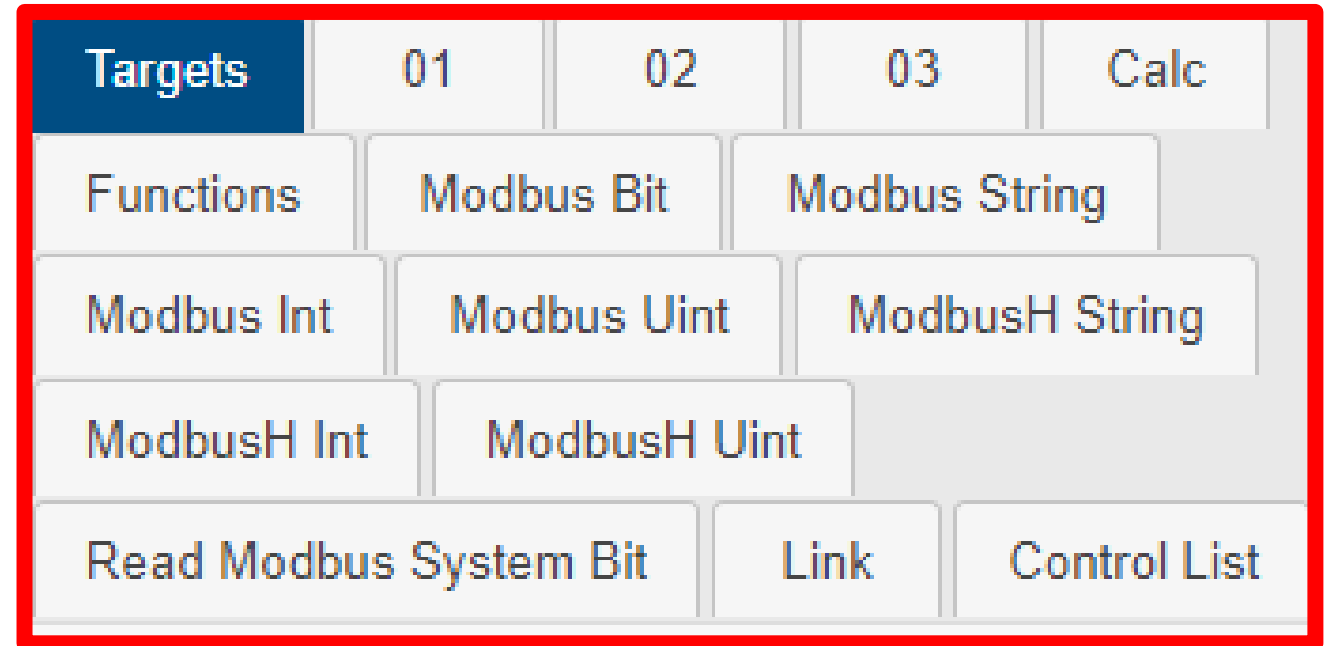 Targets 01 02 03 Calc
Functions Modbus Bit Modbus String
Modbus Int Modbus Uint ModbusH String
ModbusH Int ModbusH Uint
Read Modbus System Bit Link Control List